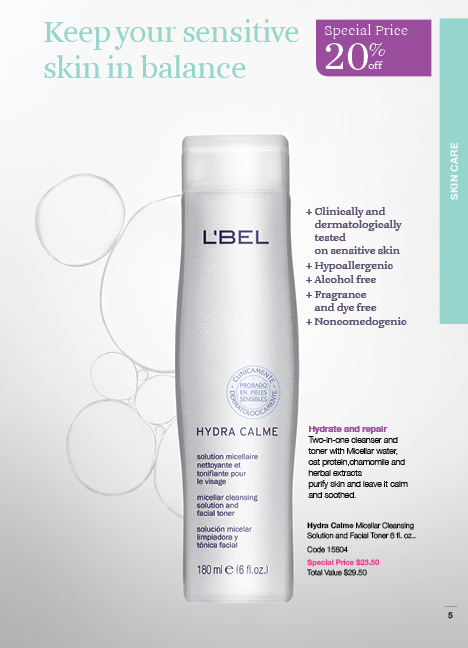 Keep your sensitive
skin in balance
Special Price
20% off
SKIN CARE
+ Clinically and
dermatologically
tested
on sensitive skin
+ Hypoallergenic
+ Alcohol free
+ Fragrance
and dye free
+ Noncomedogenic
L'BEL
CLINICAMENTE
PROBADO
EN PIELES
SENSIBLES
DERMATOLOGICAMENTE
HYDRA CALME
solution micellaire
nettoyante et
tonifiante pour
le visage
micellar cleansing
solution and
facial toner
solución micelar
limpiadora y
tónica facial
180 ml ℮ (6 fl.oz.)
Hydrate and repair
Two-in-one cleanser and
toner with Micellar water,
oat protein,chamomile and
herbal extracts
purify skin and leave it calm
and soothed.
Hydra Calme Micellar Cleansing
Solution and Facial Toner 6 fl. oz..
Code 15804
Special Price $23.50
Total Value $29.50
5